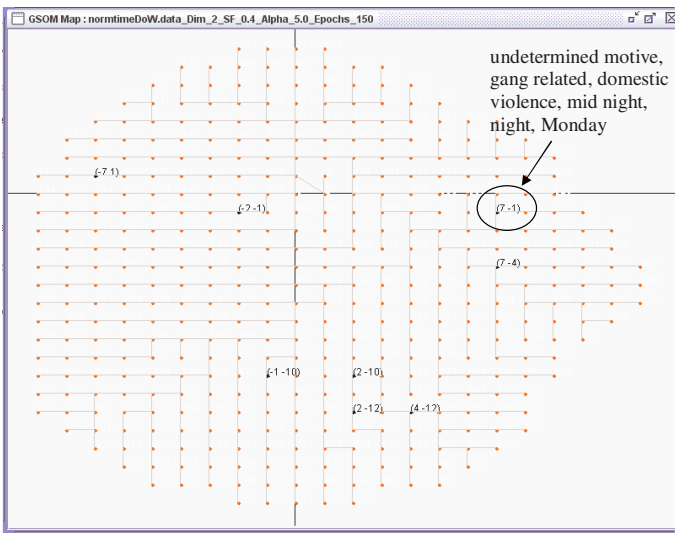 GSOM Map : normtimeDoW.data_Dim_2_SF_0.4_Alpha_5.0_Epochs_150
undetermined motive,
gang related, domestic
violence, mid night,
night, Monday
(-7 1)
(-2 -1)
(7 -1)
(7 -4)
(-1 -10)
(2 -10)
(2 -12)
(4 -12)